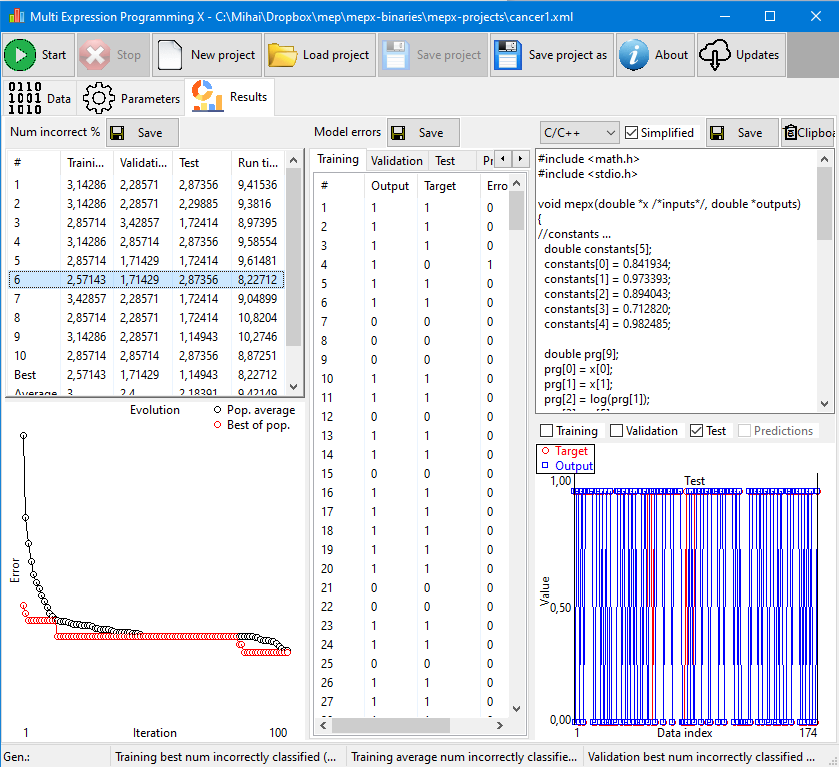 Multi Expression Programming X - C:\Mihai\Dropbox\mep\mepx-binaries\mepx-projects\cancer1.xml
Start Stop New project Load project Save project Save project as About Updates
0110 1001 1010 Data Parameters Results
Num incorrect % Save
# Traini... Validati... Test Run ti...
1 3,14286 2,28571 2,87356 9,41536
2 3,14286 2,28571 2,29885 9,3816
3 2,85714 3,42857 1,72414 8,97395
4 3,14286 2,85714 2,87356 9,58554
5 2,85714 1,71429 1,72414 9,61481
6 2,57143 1,71429 2,87356 8,22712
7 3,42857 2,28571 1,72414 9,04899
8 2,85714 2,28571 1,72414 10,8204
9 3,14286 2,28571 1,14943 10,2746
10 2,85714 2,85714 2,87356 8,87251
Best 2,57143 1,71429 1,14943 8,22712
Average 3 2,4 2,18391 9,42149
Evolution
Pop. average
Best of pop.
Error
1 Iteration 100
Model errors Save
Training Validation Test Pr
# Output Target Erro
1 1 1 0
2 1 1 0
3 1 1 0
4 1 0 1
5 1 1 0
6 1 1 0
7 0 0 0
8 0 0 0
9 0 0 0
10 1 1 0
11 1 1 0
12 0 0 0
13 1 1 0
14 1 1 0
15 0 0 0
16 1 1 0
17 1 1 0
18 1 1 0
19 1 1 0
20 1 1 0
21 0 0 0
22 0 0 0
23 1 1 0
24 1 1 0
25 0 0 0
26 1 1 0
27 1 1 0
C/C++ Simplified Save Clipboa
#include <math.h>
#include <stdio.h>
void mepx(double *x /*inputs*/, double *outputs)
{
//constants ...
double constants[5];
constants[0] = 0.841934;
constants[1] = 0.973393;
constants[2] = 0.894043;
constants[3] = 0.712820;
constants[4] = 0.982485;
double prg[9];
prg[0] = x[0];
prg[1] = x[1];
prg[2] = log(prg[1]);
Training Validation Test Predictions
Target
Output
Test
1,00
Value
0,50
0,00
1 Data index 174
Gen.: Training best num incorrectly classified (... Training average num incorrectly classifie... Validation best num incorrectly classified ...